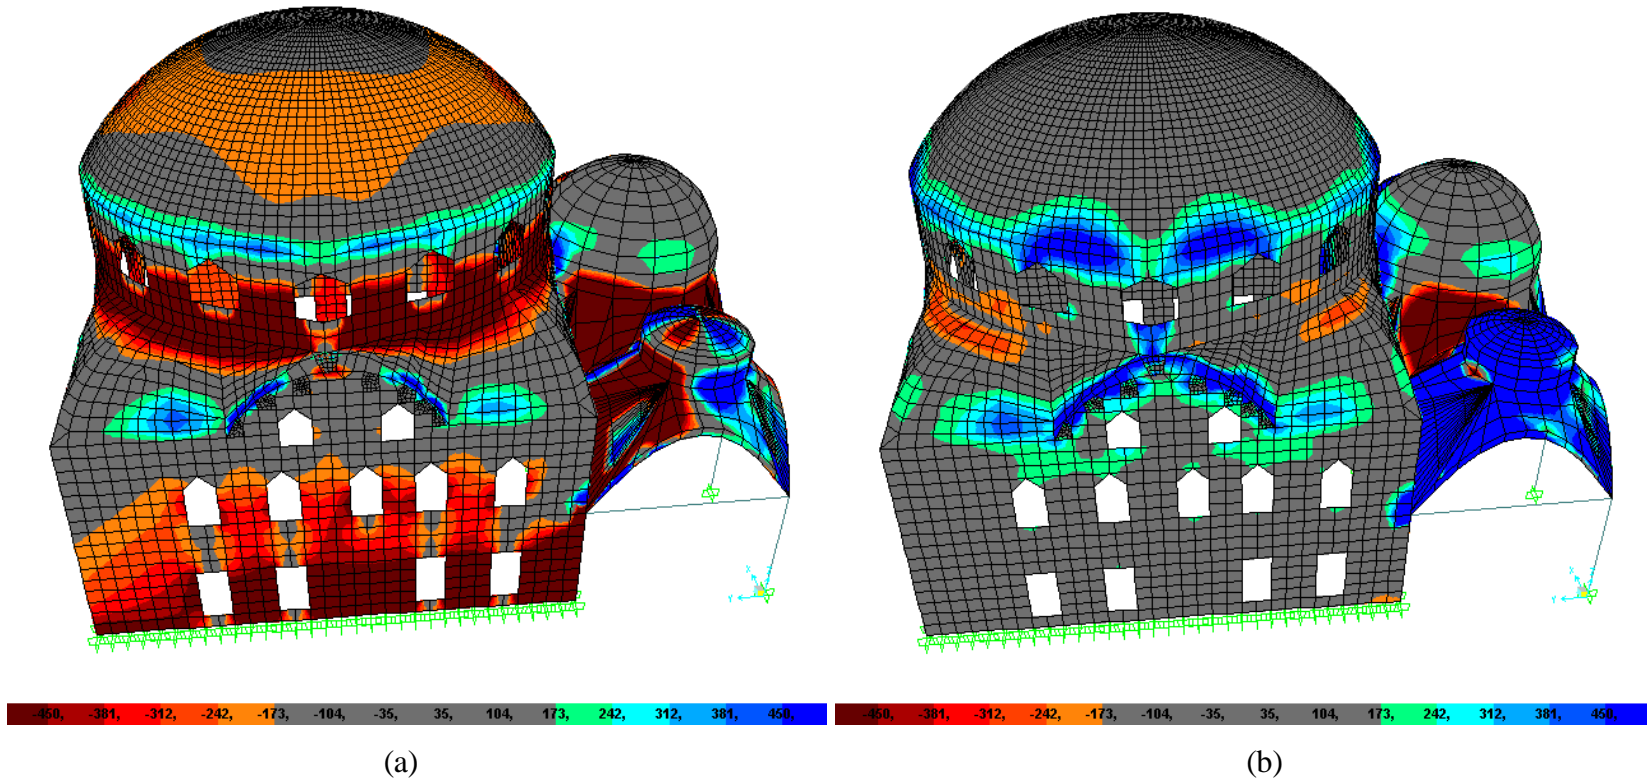 X
Z
Y
X
Z
Y
-450, -381, -312, -242, -173, -104, -35, 35, 104, 173, 242, 312, 381, 450,
-450, -381, -312, -242, -173, -104, -35, 35, 104, 173, 242, 312, 381, 450,
(a)
(b)